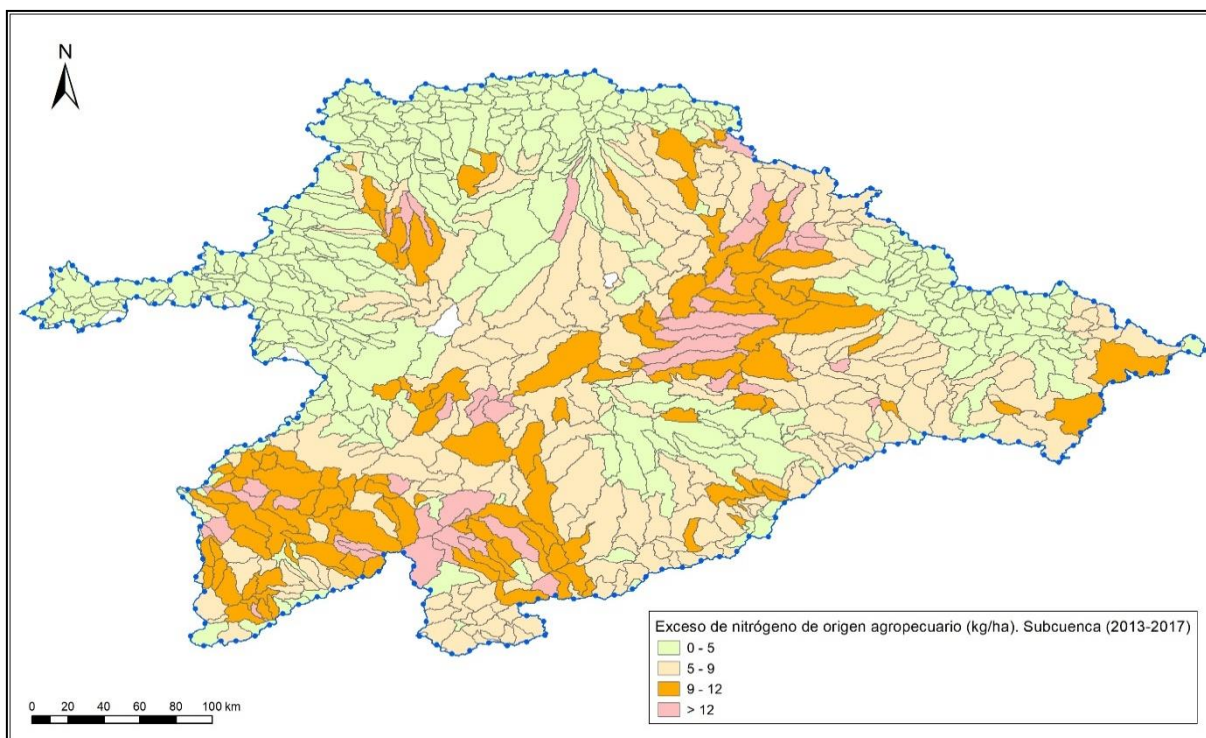 N
Exceso de nitrógeno de origen agropecuario (kg/ha). Subcuenca (2013-2017)
0 - 5
5 - 9
9 - 12
> 12
0 20 40 60 80 100 km